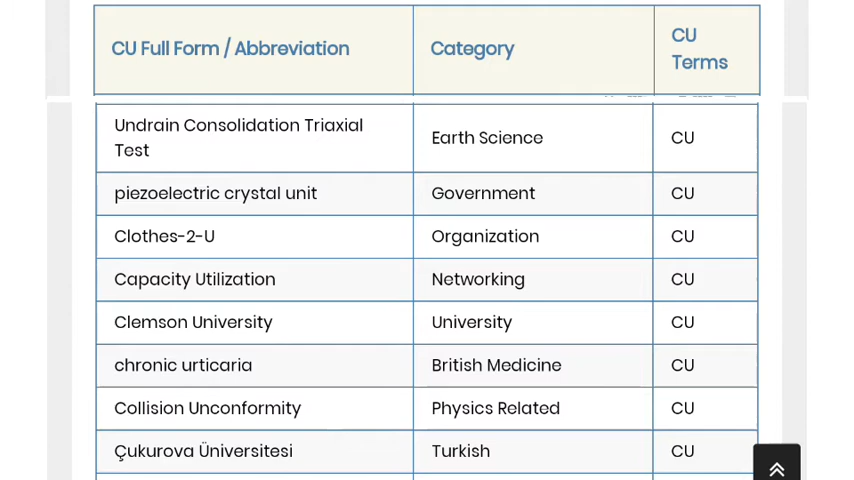 CU Full Form / Abbreviation Category CU Terms
Undrain Consolidation Triaxial Test Earth Science CU
piezoelectric crystal unit Government CU
Clothes-2-U Organization CU
Capacity Utilization Networking CU
Clemson University University CU
chronic urticaria British Medicine CU
Collision Unconformity Physics Related CU
Çukurova Üniversitesi Turkish CU